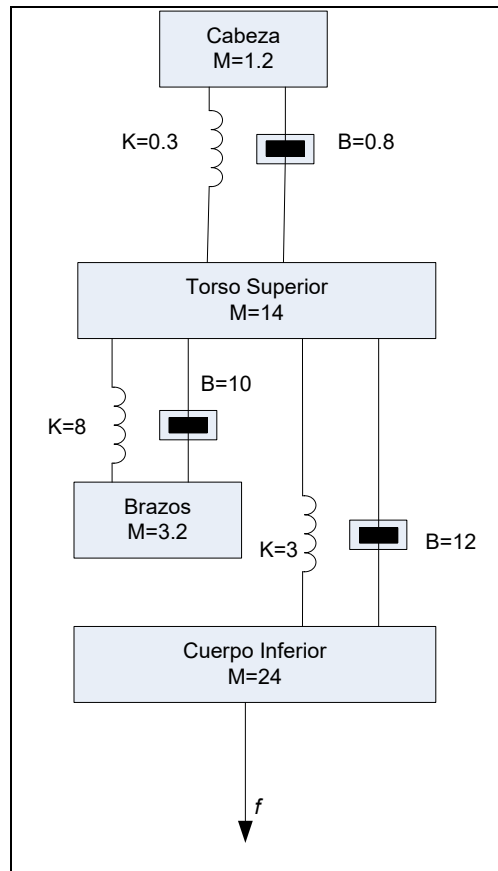 Cabeza
M=1.2
K=0.3
B=0.8
Torso Superior
M=14
B=10
K=8
Brazos
M=3.2
K=3
B=12
Cuerpo Inferior
M=24
f